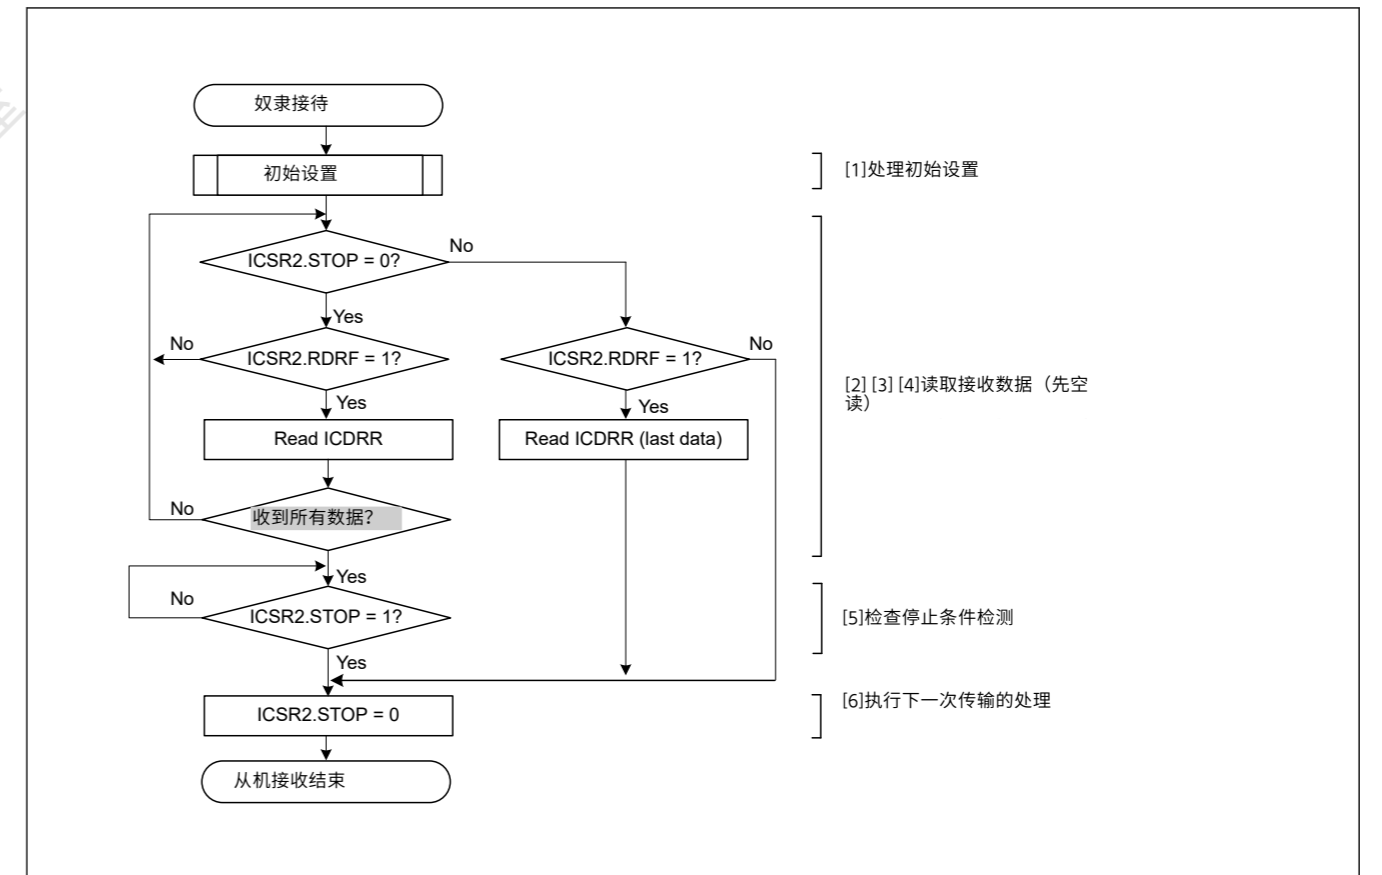 奴隶接待
初始设置
[1]处理初始设置
ICSR2.STOP = 0?
No
Yes
ICSR2.RDRF = 1?
No
Yes
ICSR2.RDRF = 1?
No
Yes
[2] [3] [4]读取接收数据（先空
读）
Read ICDRR
Read ICDRR (last data)
收到所有数据？
No
Yes
ICSR2.STOP = 1?
No
Yes
[5]检查停止条件检测
ICSR2.STOP = 0
[6]执行下一次传输的处理
从机接收结束